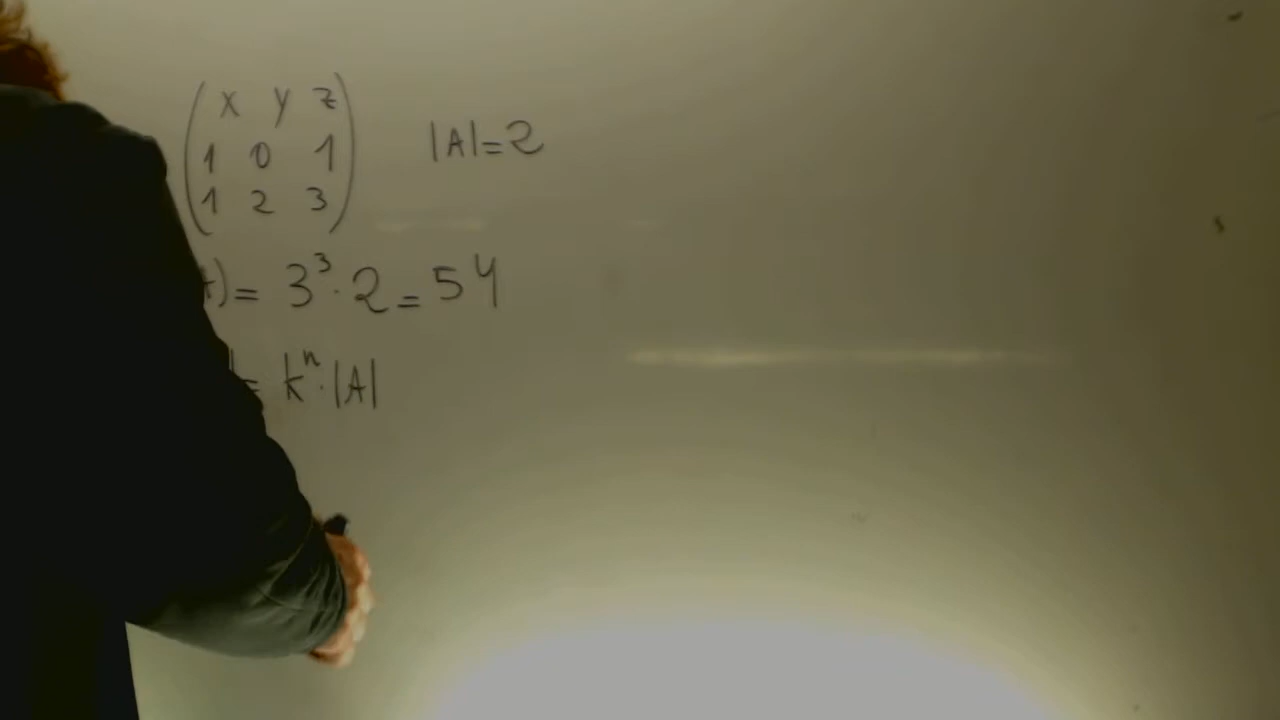 x y z
1 0 1 |A|=2
1 2 3
)= 3³·2=54
= kⁿ·|A|